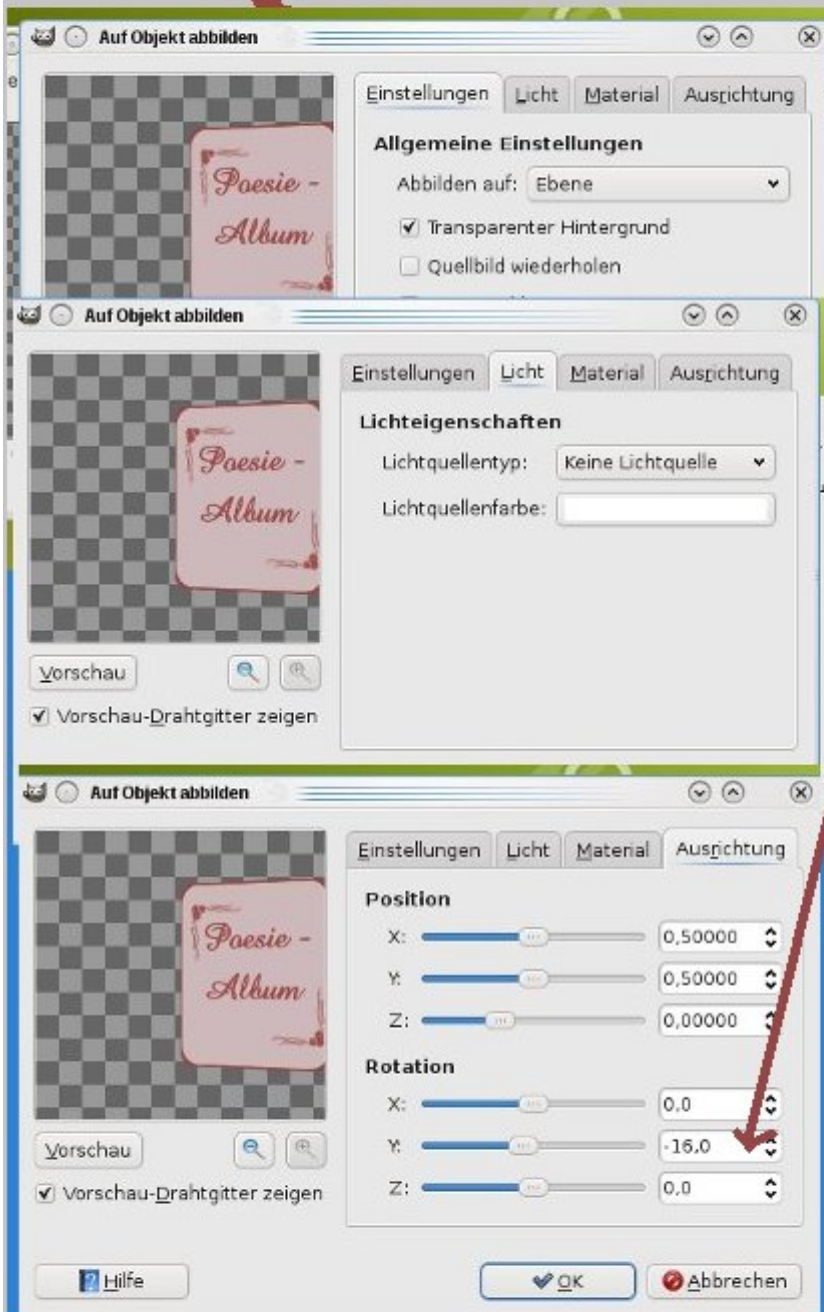 Auf Objekt abbilden
Einstellungen Licht Material Ausrichtung
Poesie -
Album
Allgemeine Einstellungen
Abbilden auf: Ebene
Transparenter Hintergrund
Quellbild wiederholen
Auf Objekt abbilden
Einstellungen Licht Material Ausrichtung
Poesie -
Album
Lichteigenschaften
Lichtquellentyp: Keine Lichtquelle
Lichtquellenfarbe:
Vorschau
Vorschau-Drahtgitter zeigen
Auf Objekt abbilden
Einstellungen Licht Material Ausrichtung
Poesie -
Album
Position
X: 0,50000
Y: 0,50000
Z: 0,00000
Rotation
X: 0,0
Y: -16,0
Z: 0,0
Vorschau
Vorschau-Drahtgitter zeigen
Hilfe OK Abbrechen